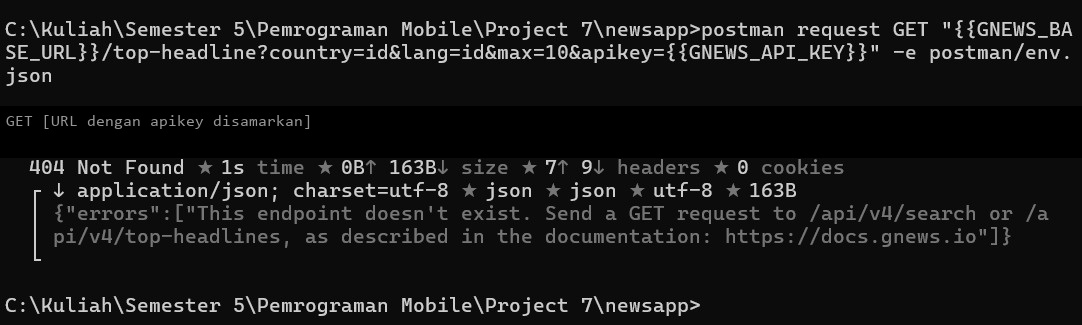 C:\Kuliah\Semester 5\Pemrograman Mobile\Project 7\newsapp>postman request GET "{{GNEWS_BA
SE_URL}}/top-headline?country=id&lang=id&max=10&apikey={{GNEWS_API_KEY}}" -e postman/env.
json
GET [URL dengan apikey disamarkan]
404 Not Found ★ 1s time ★ 0B↑ 163B↓ size ★ 7↑ 9↓ headers ★ 0 cookies
↓ application/json; charset=utf-8 ★ json ★ json ★ utf-8 ★ 163B
{"errors":["This endpoint doesn't exist. Send a GET request to /api/v4/search or /a
pi/v4/top-headlines, as described in the documentation: https://docs.gnews.io"]}
C:\Kuliah\Semester 5\Pemrograman Mobile\Project 7\newsapp>